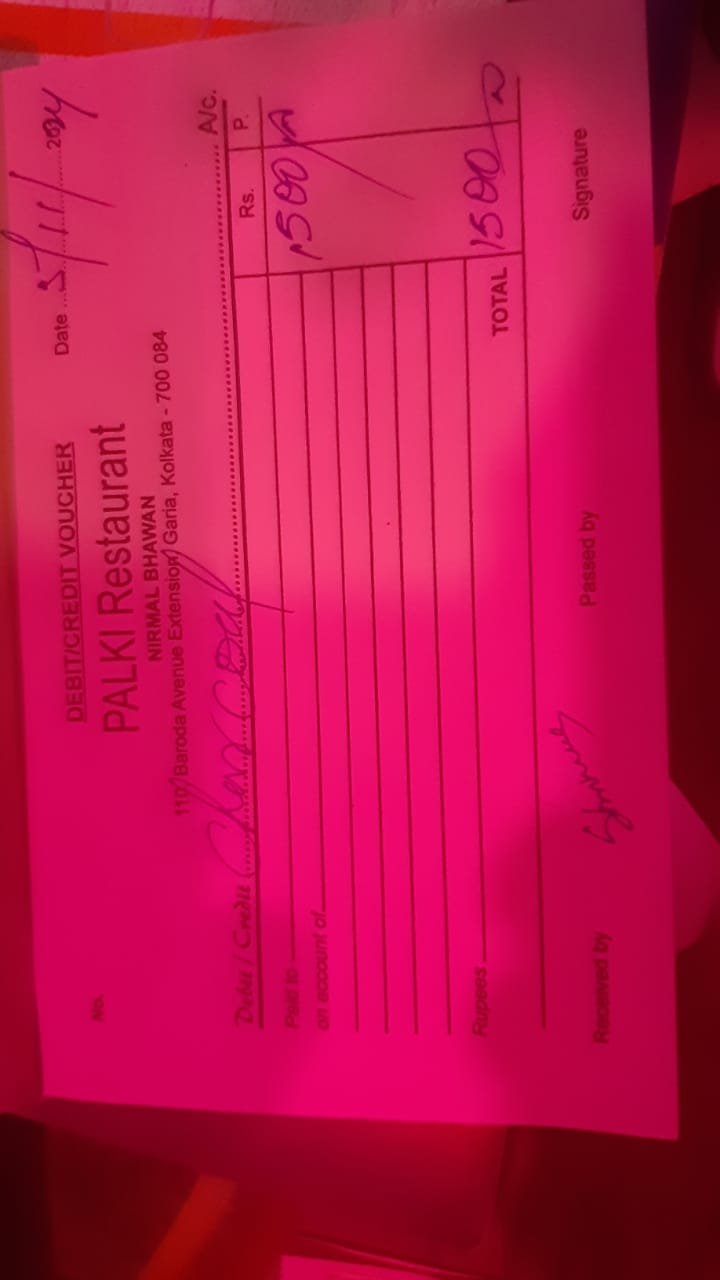 DEBIT/CREDIT VOUCHER
No.
Date 5/11/2024
PALKI Restaurant
NIRMAL BHAWAN
110, Baroda Avenue Extension, Garia, Kolkata - 700 084
Debit / Credit A/c.
Rs. P.
Paid to 1500
on account of
Rupees TOTAL 1500
Received by Passed by Signature